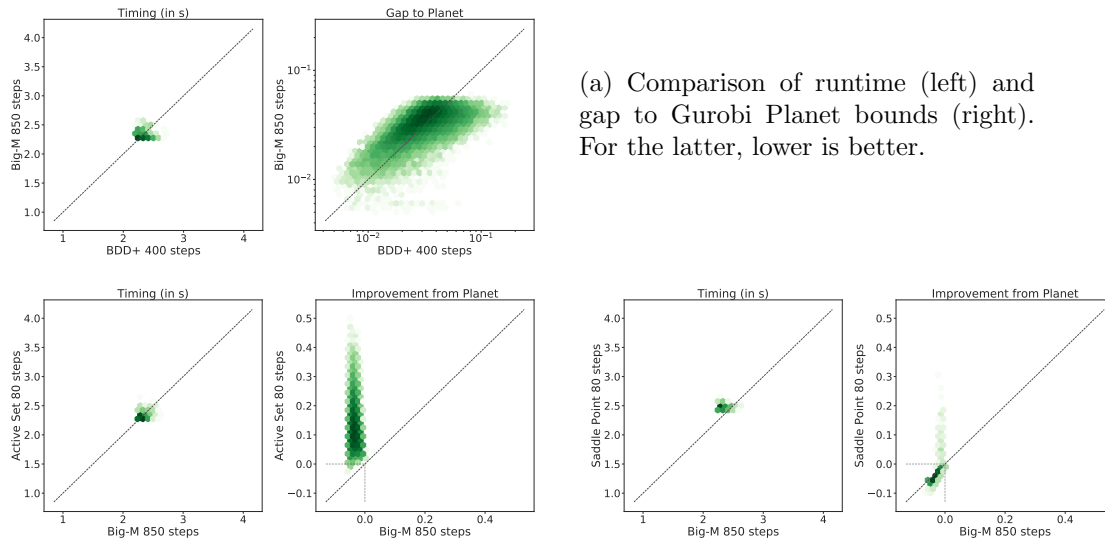 Timing (in s)
Big-M 850 steps
4.0
3.5
3.0
2.5
2.0
1.5
1.0
1
2
3
4
BDD+ 400 steps
Gap to Planet
Big-M 850 steps
10⁻¹
10⁻²
10⁻²
10⁻¹
BDD+ 400 steps
(a) Comparison of runtime (left) and
gap to Gurobi Planet bounds (right).
For the latter, lower is better.
Timing (in s)
Active Set 80 steps
4.0
3.5
3.0
2.5
2.0
1.5
1.0
1
2
3
4
Big-M 850 steps
Improvement from Planet
Active Set 80 steps
0.5
0.4
0.3
0.2
0.1
0.0
−0.1
0.0
0.2
0.4
Big-M 850 steps
Timing (in s)
Saddle Point 80 steps
4.0
3.5
3.0
2.5
2.0
1.5
1.0
1
2
3
4
Big-M 850 steps
Improvement from Planet
Saddle Point 80 steps
0.5
0.4
0.3
0.2
0.1
0.0
−0.1
0.0
0.2
0.4
Big-M 850 steps